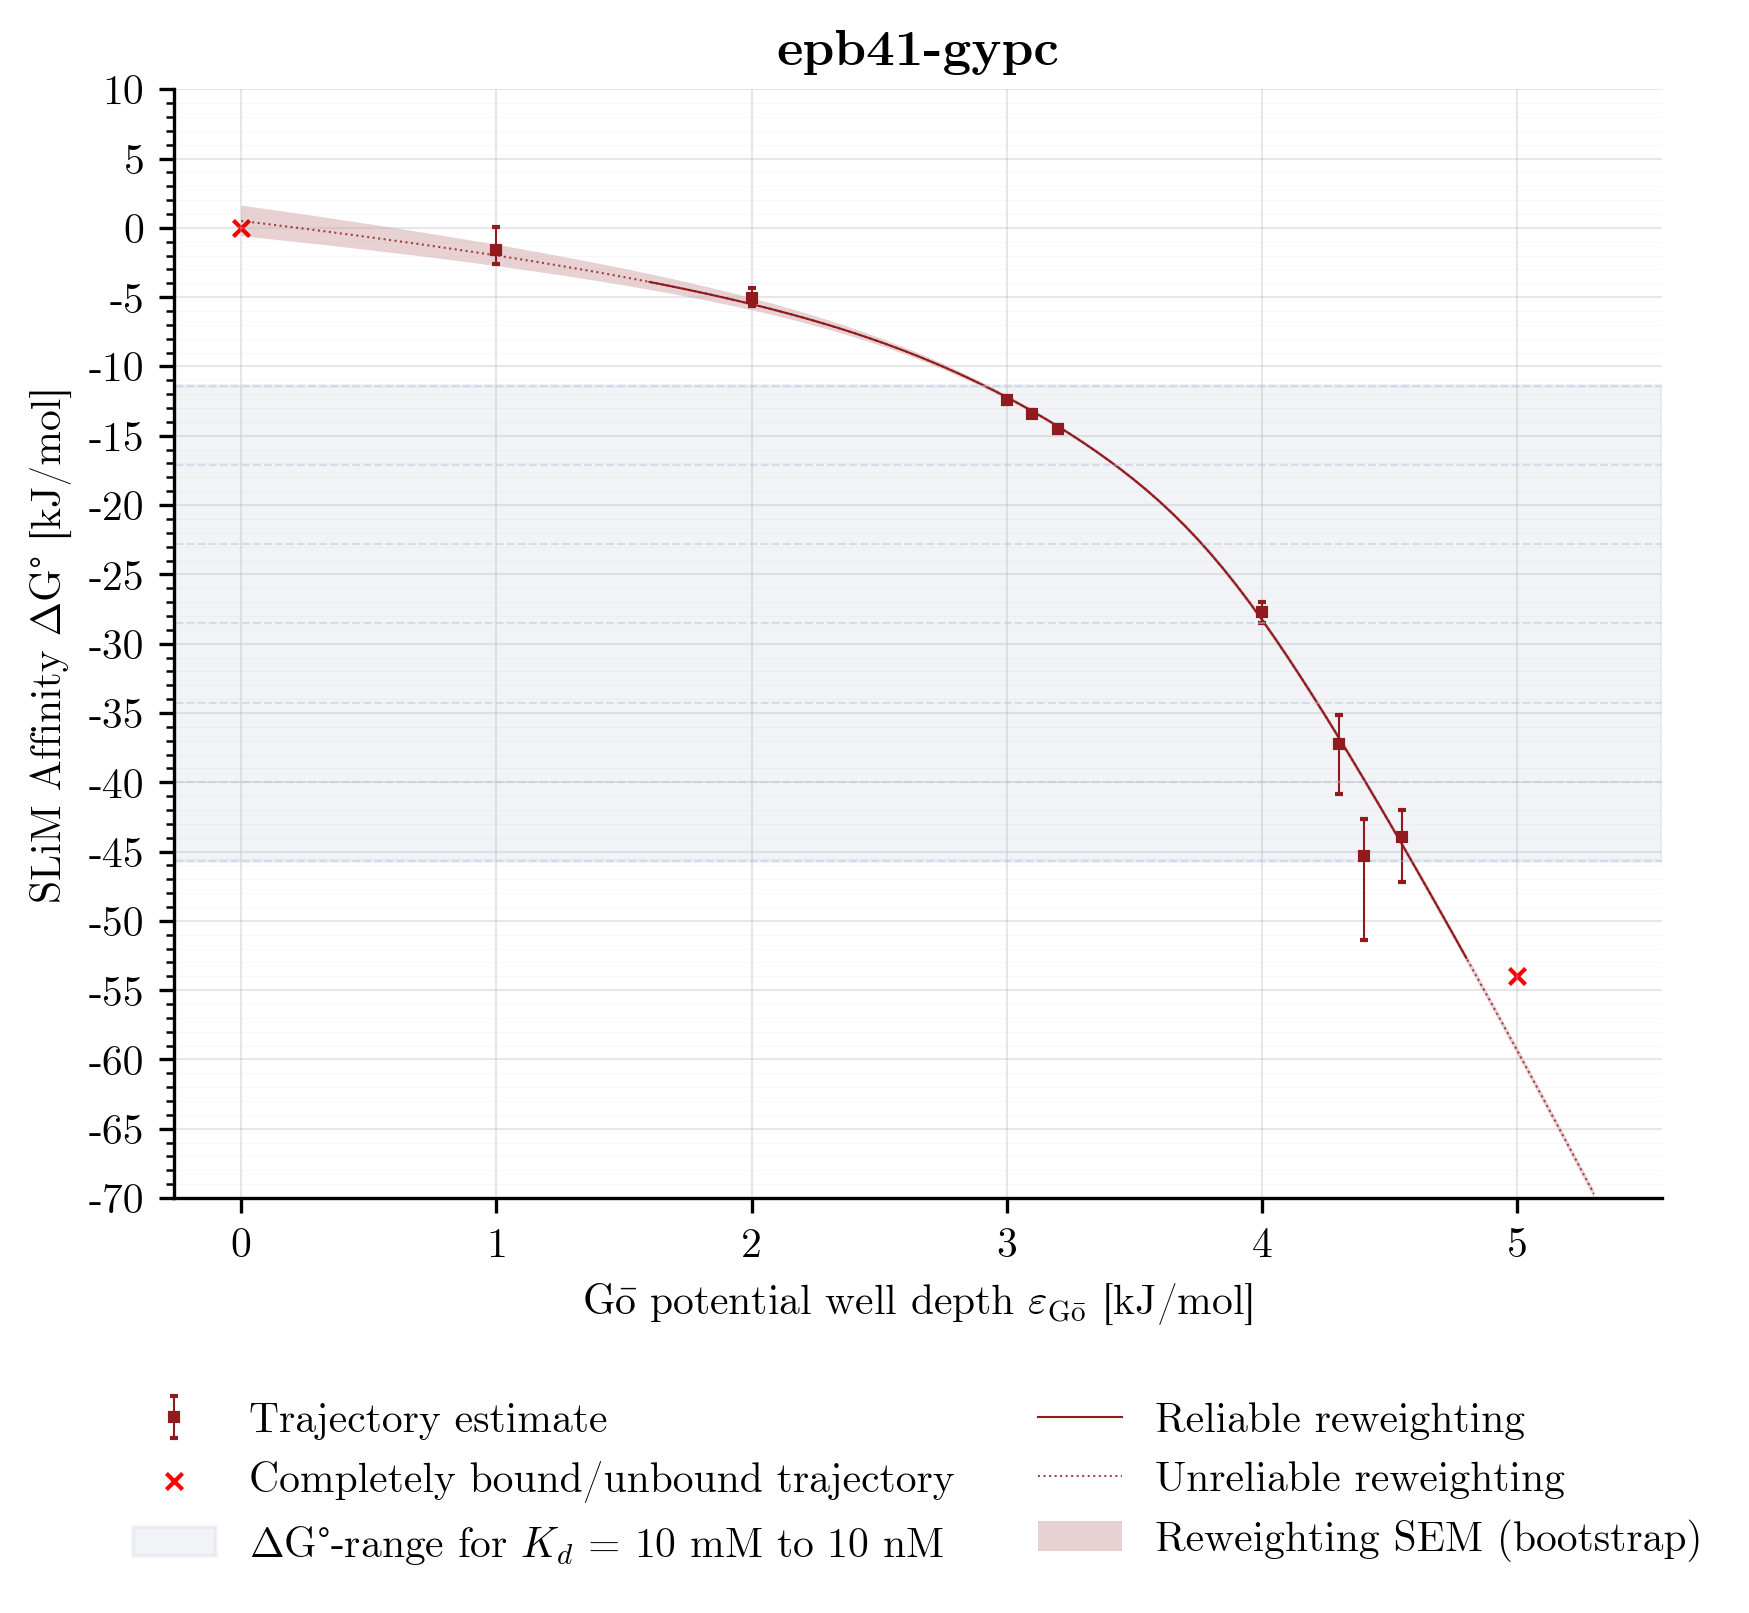 epb41-gypc
SLiM Affinity ΔG° [kJ/mol]
10
5
0
-5
-10
-15
-20
-25
-30
-35
-40
-45
-50
-55
-60
-65
-70
0 1 2 3 4 5
Gō potential well depth εGō [kJ/mol]
Trajectory estimate
Completely bound/unbound trajectory
ΔG°-range for Kd = 10 mM to 10 nM
Reliable reweighting
Unreliable reweighting
Reweighting SEM (bootstrap)